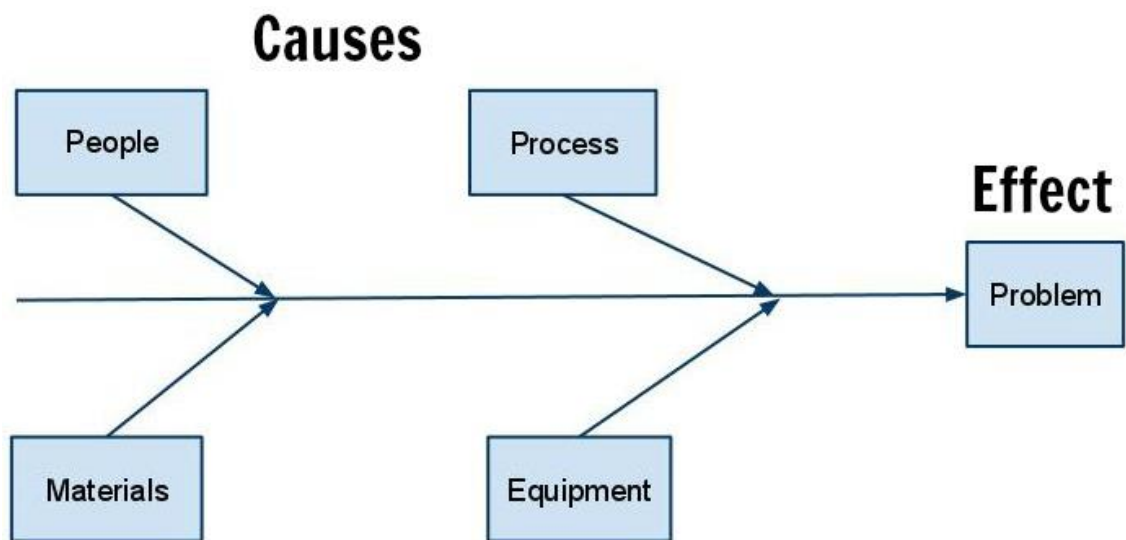 Causes
People
Process
Effect
Problem
Materials
Equipment